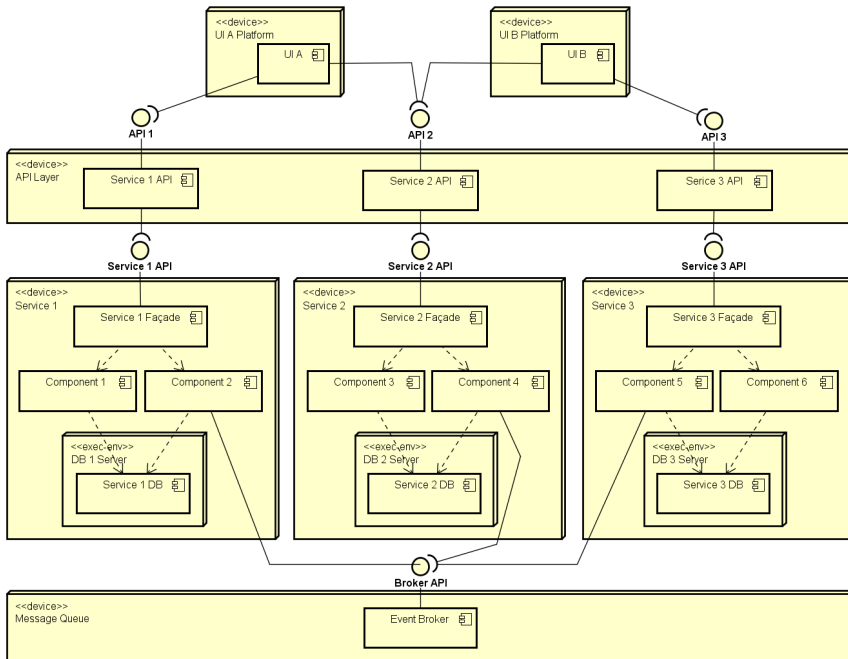 <<device>>
UI A Platform
UI A
<<device>>
UI B Platform
UI B
API 1
API 2
API 3
<<device>>
API Layer
Service 1 API
Service 2 API
Serice 3 API
Service 1 API
Service 2 API
Service 3 API
<<device>>
Service 1
Service 1 Façade
Component 1
Component 2
<<exec-env>>
DB 1 Server
Service 1 DB
<<device>>
Service 2
Service 2 Façade
Component 3
Component 4
<<exec-env>>
DB 2 Server
Service 2 DB
<<device>>
Service 3
Service 3 Façade
Component 5
Component 6
<<exec-env>>
DB 3 Server
Service 3 DB
Broker API
<<device>>
Message Queue
Event Broker